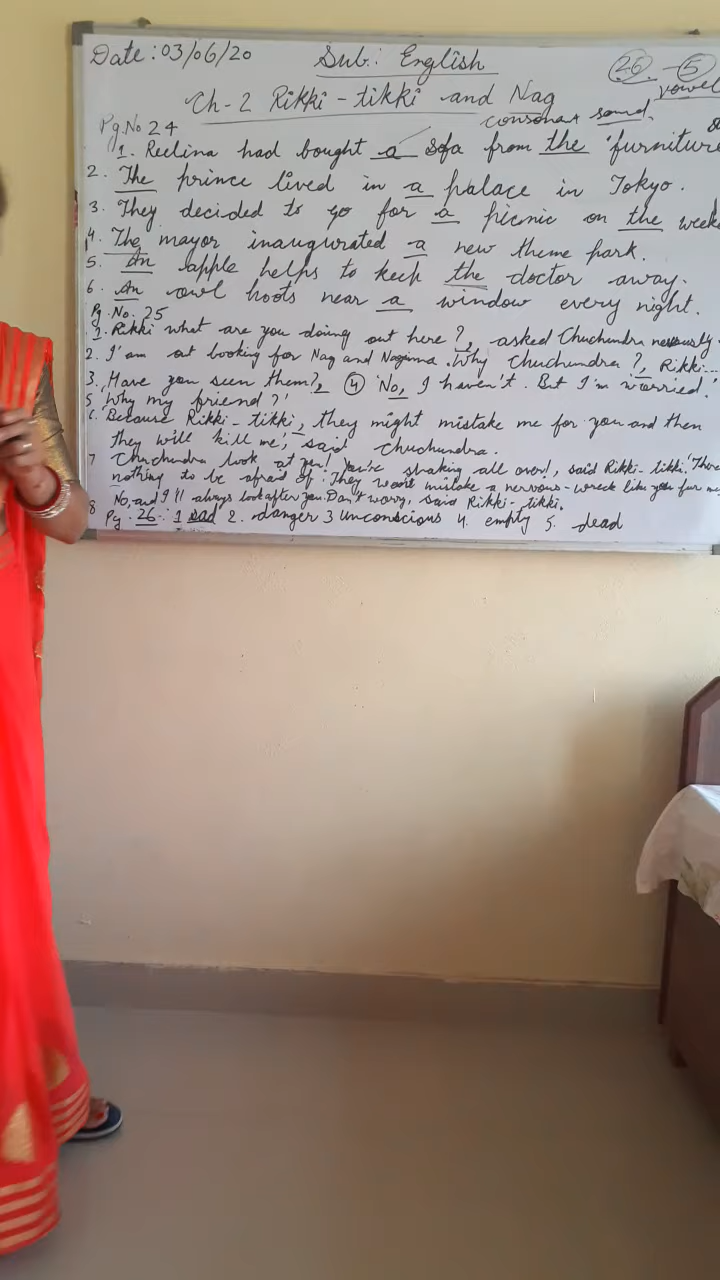 Date: 03/06/20 Sub: English 26 - 5
vowel
Ch-2 Rikki-tikki and Nag
consonant sound
Pg.No 24
1. Reelina had bought a sofa from the furniture
2. The prince lived in a palace in Tokyo.
3. They decided to go for a picnic on the week
4. The mayor inaugurated a new theme park.
5. An apple helps to keep the doctor away.
6. An owl hoots near a window every night.
Pg. No. 25
1. 'Rikki what are you doing out here?, asked Chuchundra nervously.
2. I'am out looking for Nag and Nagina. Why Chuchundra?, Rikki...
3. 'Have you seen them?, 4 'No, I haven't. But I'm worried.'
5 'Why my friend?'
6. 'Because Rikki-tikki, they might mistake me for you and then
they will kill me', said Chuchundra.
7 'Chuchundra look at you! You're shaking all over!, said Rikki-tikki. 'There
nothing to be afraid of. They wont mistake a nervous-wreck like you for me
8 No, and I'll always look after you. Don't worry, said Rikki-tikki.
Pg. 26: 1 sad 2. danger 3 unconscious 4. empty 5. dead